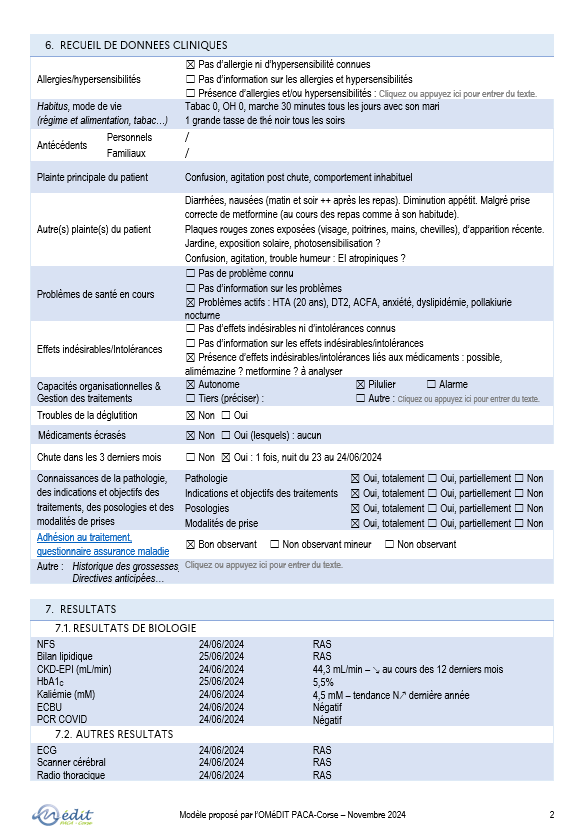 6. RECUEIL DE DONNEES CLINIQUES
Allergies/hypersensibilités
☒ Pas d'allergie ni d'hypersensibilité connues
☐ Pas d'information sur les allergies et hypersensibilités
☐ Présence d'allergies et/ou hypersensibilités : Cliquez ou appuyez ici pour entrer du texte.
Habitus, mode de vie
(régime et alimentation, tabac…)
Tabac 0, OH 0, marche 30 minutes tous les jours avec son mari
1 grande tasse de thé noir tous les soirs
Antécédents
Personnels /
Familiaux /
Plainte principale du patient
Confusion, agitation post chute, comportement inhabituel
Autre(s) plainte(s) du patient
Diarrhées, nausées (matin et soir ++ après les repas). Diminution appétit. Malgré prise
correcte de metformine (au cours des repas comme à son habitude).
Plaques rouges zones exposées (visage, poitrines, mains, chevilles), d'apparition récente.
Jardine, exposition solaire, photosensibilisation ?
Confusion, agitation, trouble humeur : EI atropiniques ?
Problèmes de santé en cours
☐ Pas de problème connu
☐ Pas d'information sur les problèmes
☒ Problèmes actifs : HTA (20 ans), DT2, ACFA, anxiété, dyslipidémie, pollakiurie
nocturne
Effets indésirables/Intolérances
☐ Pas d'effets indésirables ni d'intolérances connus
☐ Pas d'information sur les effets indésirables/intolérances
☒ Présence d'effets indésirables/intolérances liés aux médicaments : possible,
alimémazine ? metformine ? à analyser
Capacités organisationnelles &
Gestion des traitements
☒ Autonome ☒ Pilulier ☐ Alarme
☐ Tiers (préciser) : ☐ Autre : Cliquez ou appuyez ici pour entrer du texte.
Troubles de la déglutition ☒ Non ☐ Oui
Médicaments écrasés ☒ Non ☐ Oui (lesquels) : aucun
Chute dans les 3 derniers mois ☐ Non ☒ Oui : 1 fois, nuit du 23 au 24/06/2024
Connaissances de la pathologie,
des indications et objectifs des
traitements, des posologies et des
modalités de prises
Pathologie ☒ Oui, totalement ☐ Oui, partiellement ☐ Non
Indications et objectifs des traitements ☒ Oui, totalement ☐ Oui, partiellement ☐ Non
Posologies ☒ Oui, totalement ☐ Oui, partiellement ☐ Non
Modalités de prise ☒ Oui, totalement ☐ Oui, partiellement ☐ Non
Adhésion au traitement,
questionnaire assurance maladie
☒ Bon observant ☐ Non observant mineur ☐ Non observant
Autre : Historique des grossesses,
Directives anticipées…
Cliquez ou appuyez ici pour entrer du texte.
7. RESULTATS
7.1. RESULTATS DE BIOLOGIE
NFS 24/06/2024 RAS
Bilan lipidique 25/06/2024 RAS
CKD-EPI (mL/min) 24/06/2024 44,3 mL/min – ↘ au cours des 12 derniers mois
HbA1c 25/06/2024 5,5%
Kaliémie (mM) 24/06/2024 4,5 mM – tendance N↗ dernière année
ECBU 24/06/2024 Négatif
PCR COVID 24/06/2024 Négatif
7.2. AUTRES RESULTATS
ECG 24/06/2024 RAS
Scanner cérébral 24/06/2024 RAS
Radio thoracique 24/06/2024 RAS
Omédit
PACA - Corse
Modèle proposé par l'OMéDIT PACA-Corse – Novembre 2024
2